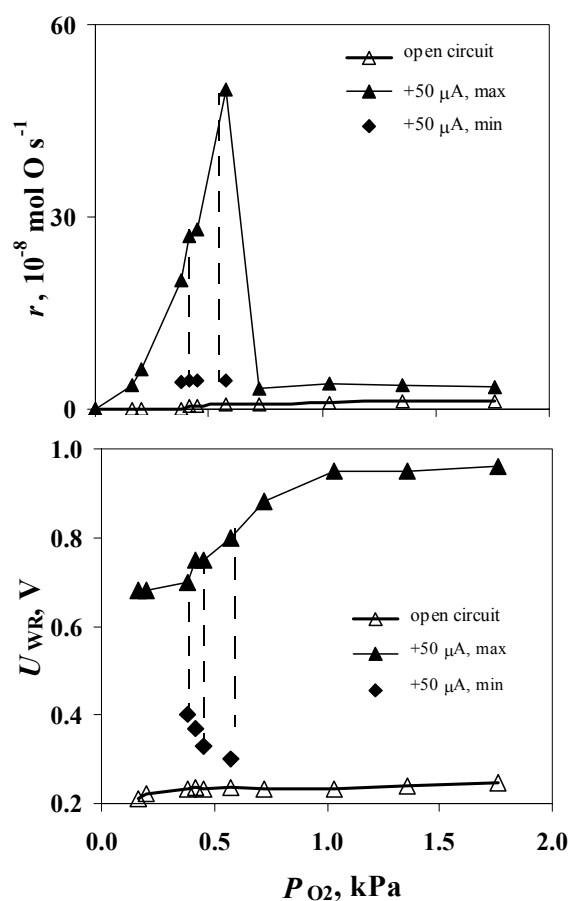 60
30
0
r, 10⁻⁸ mol O s⁻¹
open circuit
+50 μA, max
+50 μA, min
1.0
0.8
0.6
0.4
0.2
U_WR, V
open circuit
+50 μA, max
+50 μA, min
0.0 0.5 1.0 1.5 2.0
P_O2, kPa